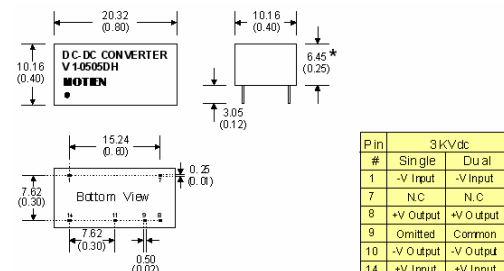 20.32
(0.80)
DC-DC CONVERTER
V1-0505DH
MOTIEN
10.16
(0.40)
10.16
(0.40)
6.45 *
(0.25)
3.05
(0.12)
15.24
(0.60)
0.25
(0.01)
7.62
(0.30)
Bottom View
14 11 9 8
7.62
(0.30)
0.50
(0.02)
Pin 3KVdc
# Single Dual
1 -V Input -V Input
7 N.C N.C
8 +V Output +V Output
9 Omitted Common
10 -V Output -V Output
14 +V Input +V Input